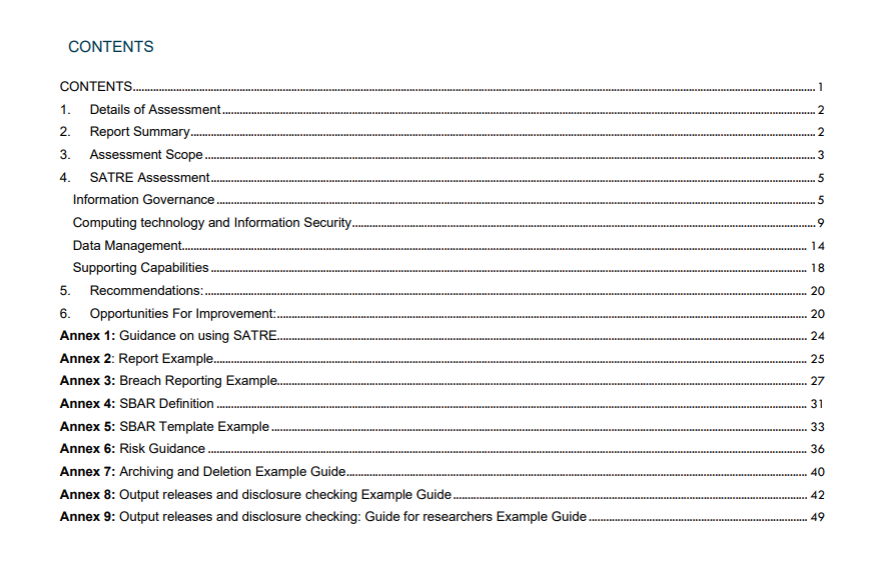 CONTENTS
CONTENTS 1
1. Details of Assessment 2
2. Report Summary 2
3. Assessment Scope 3
4. SATRE Assessment 5
Information Governance 5
Computing technology and Information Security 9
Data Management 14
Supporting Capabilities 18
5. Recommendations: 20
6. Opportunities For Improvement: 20
Annex 1: Guidance on using SATRE 24
Annex 2: Report Example 25
Annex 3: Breach Reporting Example 27
Annex 4: SBAR Definition 31
Annex 5: SBAR Template Example 33
Annex 6: Risk Guidance 36
Annex 7: Archiving and Deletion Example Guide 40
Annex 8: Output releases and disclosure checking Example Guide 42
Annex 9: Output releases and disclosure checking: Guide for researchers Example Guide 49